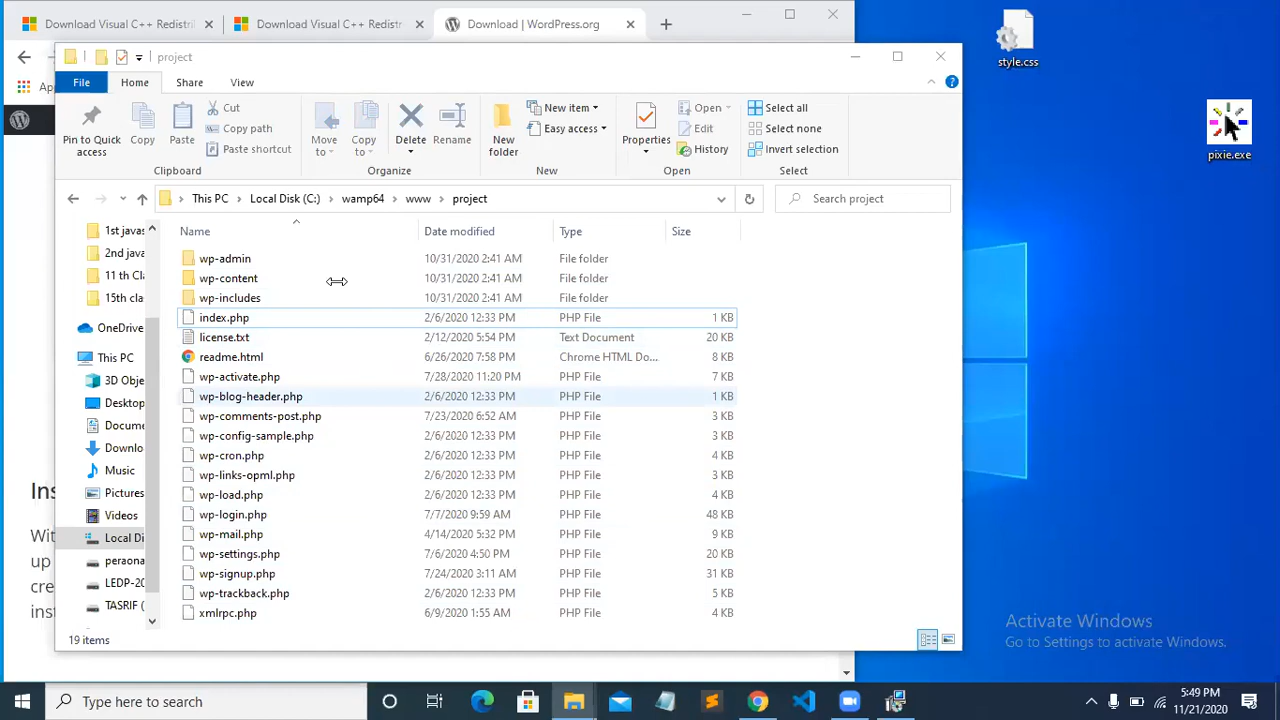 Download Visual C++ Redistril
Download Visual C++ Redistr
Download | WordPress.org
style.css
pixie.exe
project
File
Home
Share
View
Ap
Pin to Quick access
Copy
Paste
Cut
Copy path
Paste shortcut
Clipboard
Move to
Copy to
Delete
Rename
Organize
New folder
New item
Easy access
New
Properties
Open
Edit
History
Open
Select all
Select none
Invert selection
Select
This PC > Local Disk (C:) > wamp64 > www > project
Search project
Name Date modified Type Size
wp-admin 10/31/2020 2:41 AM File folder
wp-content 10/31/2020 2:41 AM File folder
wp-includes 10/31/2020 2:41 AM File folder
index.php 2/6/2020 12:33 PM PHP File 1 KB
license.txt 2/12/2020 5:54 PM Text Document 20 KB
readme.html 6/26/2020 7:58 PM Chrome HTML Do... 8 KB
wp-activate.php 7/28/2020 11:20 PM PHP File 7 KB
wp-blog-header.php 2/6/2020 12:33 PM PHP File 1 KB
wp-comments-post.php 7/23/2020 6:52 AM PHP File 3 KB
wp-config-sample.php 2/6/2020 12:33 PM PHP File 3 KB
wp-cron.php 2/6/2020 12:33 PM PHP File 4 KB
wp-links-opml.php 2/6/2020 12:33 PM PHP File 3 KB
wp-load.php 2/6/2020 12:33 PM PHP File 4 KB
wp-login.php 7/7/2020 9:59 AM PHP File 48 KB
wp-mail.php 4/14/2020 5:32 PM PHP File 9 KB
wp-settings.php 7/6/2020 4:50 PM PHP File 20 KB
wp-signup.php 7/24/2020 3:11 AM PHP File 31 KB
wp-trackback.php 2/6/2020 12:33 PM PHP File 5 KB
xmlrpc.php 6/9/2020 1:55 AM PHP File 4 KB
1st javas
2nd java
11 th Cla
15th cla
OneDrive
This PC
3D Obje
Desktop
Docume
Downlo
Music
Pictures
Videos
Local Di
peraona
LEDP-20
TASRIF (
Ins
Wit
up
cre
inst
19 items
Activate Windows
Go to Settings to activate Windows.
Type here to search
5:49 PM
11/21/2020